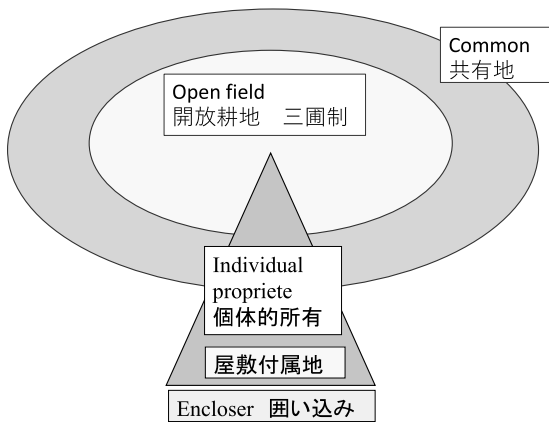 Common
共有地
Open field
開放耕地　三圃制
Individual
propriete
個体的所有
屋敷付属地
Encloser 囲い込み